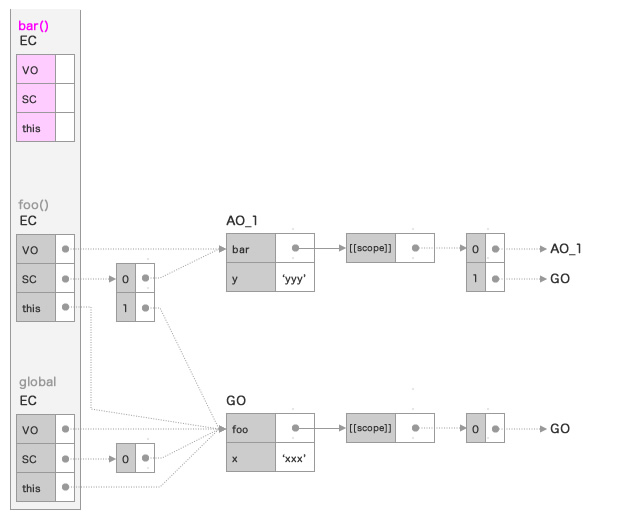 bar()
EC
VO
SC
this
foo()
EC
AO_1
VO
bar
[[scope]]
0
AO_1
SC
0
y
'yyy'
1
GO
this
1
global
EC
GO
VO
foo
[[scope]]
0
GO
SC
0
x
'xxx'
this